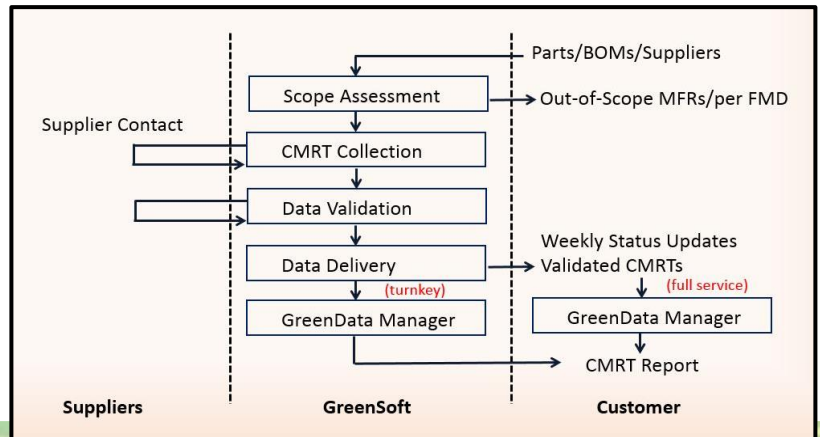 Parts/BOMs/Suppliers
Scope Assessment
Out-of-Scope MFRs/per FMD
Supplier Contact
CMRT Collection
Data Validation
Weekly Status Updates
Data Delivery
Validated CMRTs
(turnkey)
(full service)
GreenData Manager
GreenData Manager
CMRT Report
Suppliers
GreenSoft
Customer